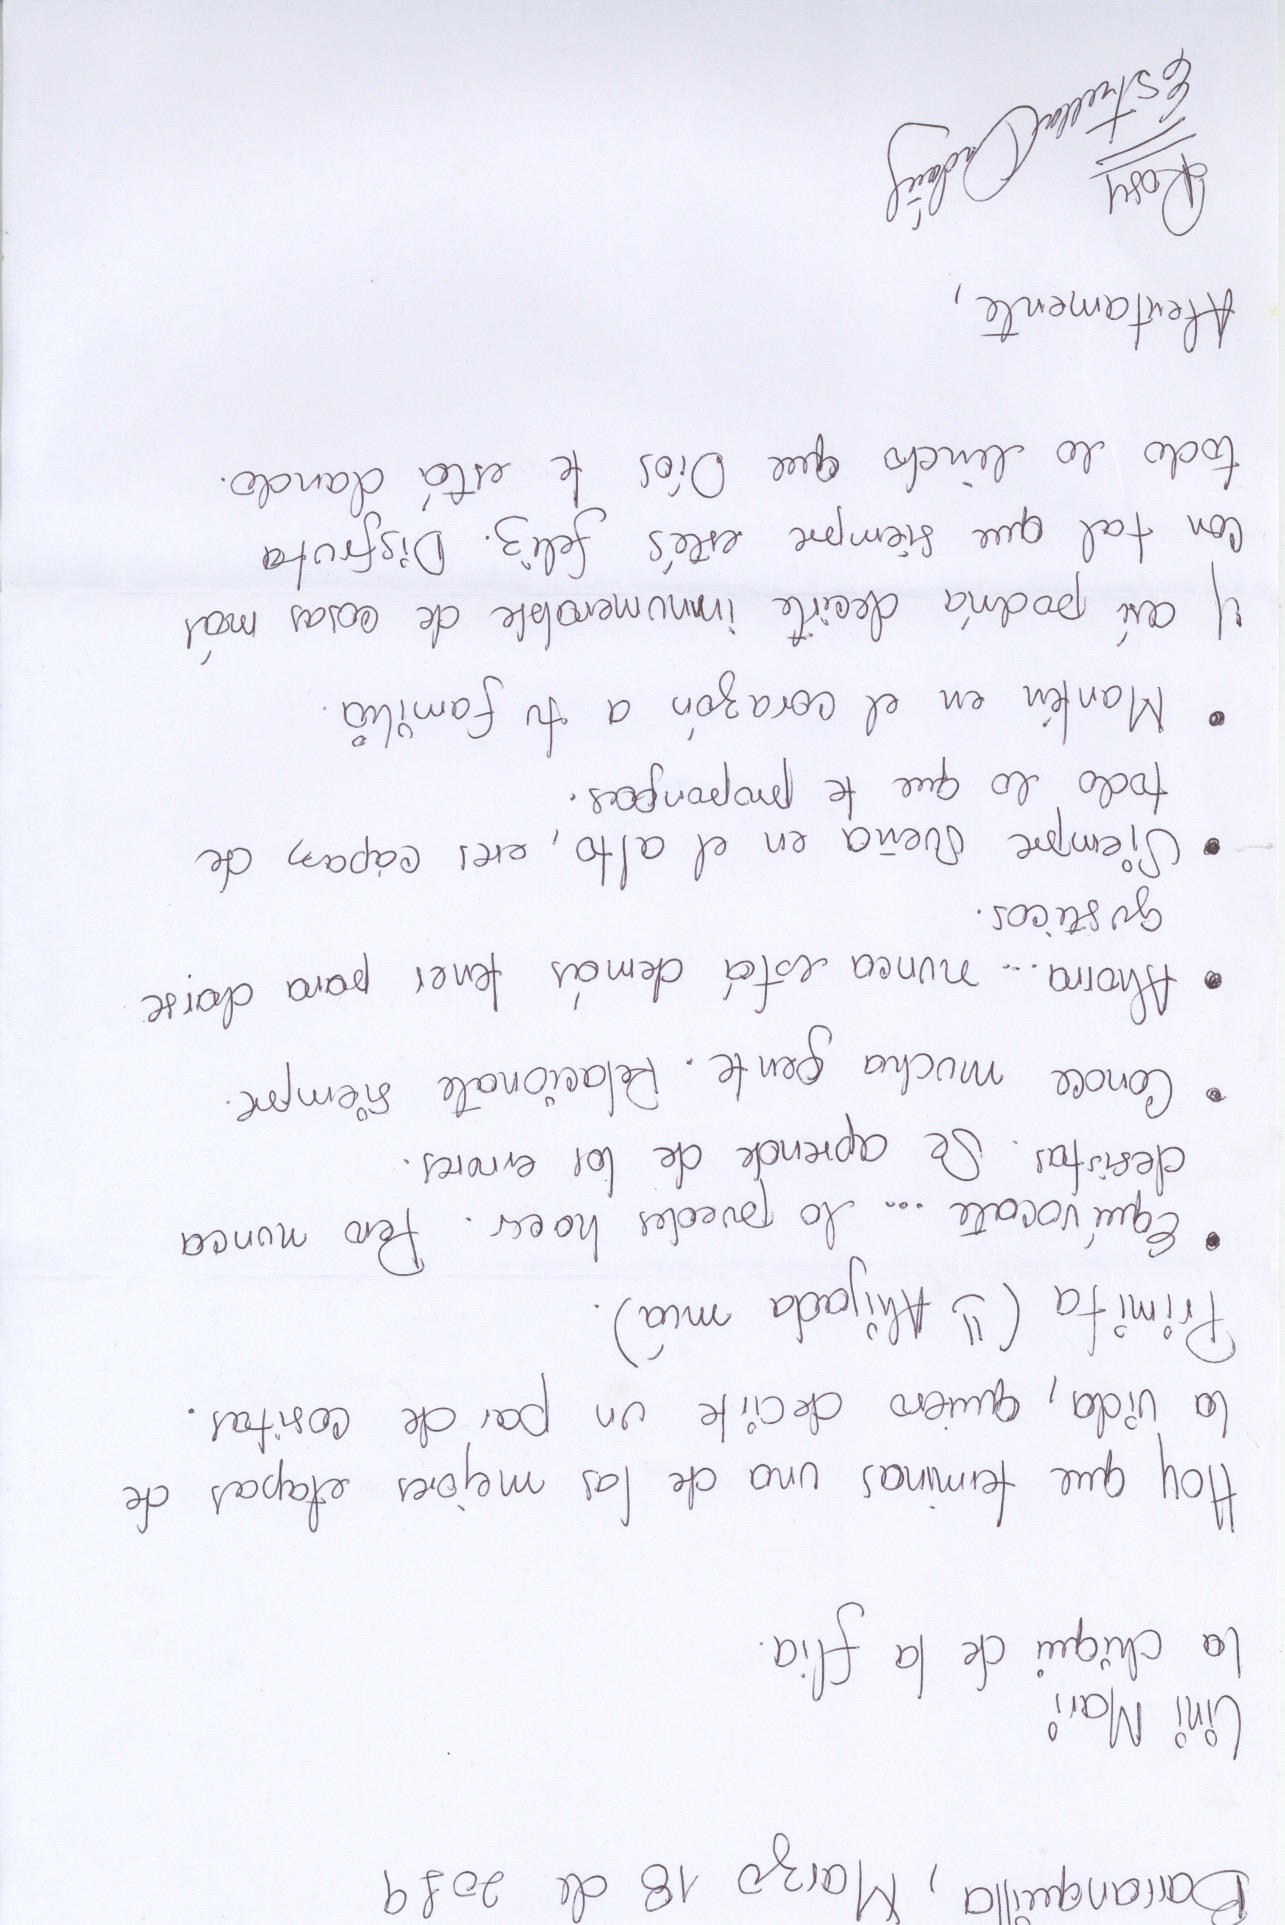 Barranquilla, Marzo 18 de 2019
Lini Mari
la chiqui de la flia.
Hoy que terminas una de las mejores etapas de
la vida, quiero decirte un par de cositas.
Primita (Ahijada mía).
• Equívocate ... lo puedes hacer. Pero nunca
desistas. Se aprende de los errores.
• Conoce mucha gente. Relacionate siempre.
• Ahorra... nunca está demás tener para darse
gusticos.
• Siempre sueña en el alto, eres cápaz de
todo lo que te propongas.
• Mantén en el corazón a tu familia.
Y así podría decirte innumerable de cosas más
con tal que siempre estés feliz. Disfruta
todo lo lindo que Díos te está dando.
Atentamente,
Rosy
Estrella Ordóñez